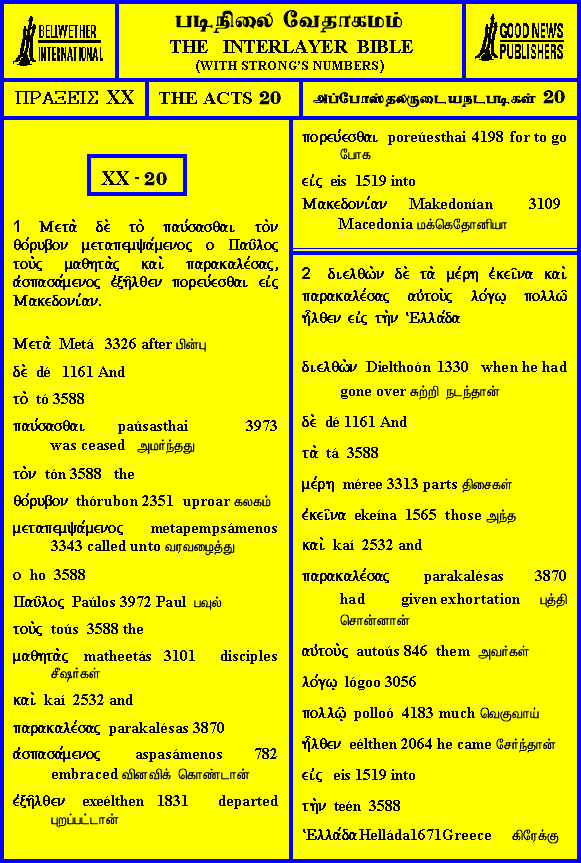 BELLWETHER
INTERNATIONAL
படிநிலை வேதாகமம்
THE INTERLAYER BIBLE
(WITH STRONG'S NUMBERS)
GOOD NEWS
PUBLISHERS
ΠΡΑΞΕΙΣ XX
THE ACTS 20
அப்போஸ்தலருடையநடபடிகள் 20
XX - 20
1 Μετὰ δὲ τὸ παύσασθαι τὸν
θόρυβον μεταπεμψάμενος ο Παῦλος
τοὺς μαθητὰς καὶ παρακαλέσας,
ἀσπασάμενος ἐξῆλθεν πορεύεσθαι εἰς
Μακεδονίαν.
Μετὰ Metá 3326 after பின்பு
δὲ dé 1161 And
τὸ tó 3588
παύσασθαι paúsasthai 3973
was ceased அமர்ந்தது
τὸν tón 3588 the
θόρυβον thórubon 2351 uproar கலகம்
μεταπεμψάμενος metapempsámenos
3343 called unto வரவழைத்து
ο ho 3588
Παῦλος Paúlos 3972 Paul பவுல்
τοὺς toús 3588 the
μαθητὰς matheetás 3101 disciples
சீஷர்கள்
καὶ kaí 2532 and
παρακαλέσας parakalésas 3870
ἀσπασάμενος aspasámenos 782
embraced வினவிக் கொண்டான்
ἐξῆλθεν exeélthen 1831 departed
புறப்பட்டான்
πορεύεσθαι poreúesthai 4198 for to go
போக
εἰς eis 1519 into
Μακεδονίαν Makedonían 3109
Macedonia மக்கெதோனியா
2 διελθὼν δὲ τὰ μέρη ἐκεῖνα καὶ
παρακαλέσας αὐτοὺς λόγῳ πολλῶ
ἦλθεν εἰς τὴν Ἑλλάδα
διελθὼν Dielthoón 1330 when he had
gone over சுற்றி நடந்தான்
δὲ dé 1161 And
τὰ tá 3588
μέρη méree 3313 parts திசைகள்
ἐκεῖνα ekeína 1565 those அந்த
καὶ kaí 2532 and
παρακαλέσας parakalésas 3870
had given exhortation புத்தி
சொன்னான்
αὐτοὺς autoús 846 them அவர்கள்
λόγῳ lógoo 3056
πολλῷ polloó 4183 much வெகுவாய்
ἦλθεν eélthen 2064 he came சேர்ந்தான்
εἰς eis 1519 into
τὴν teén 3588
Ἑλλάδα Helláda1671Greece கிரேக்கு